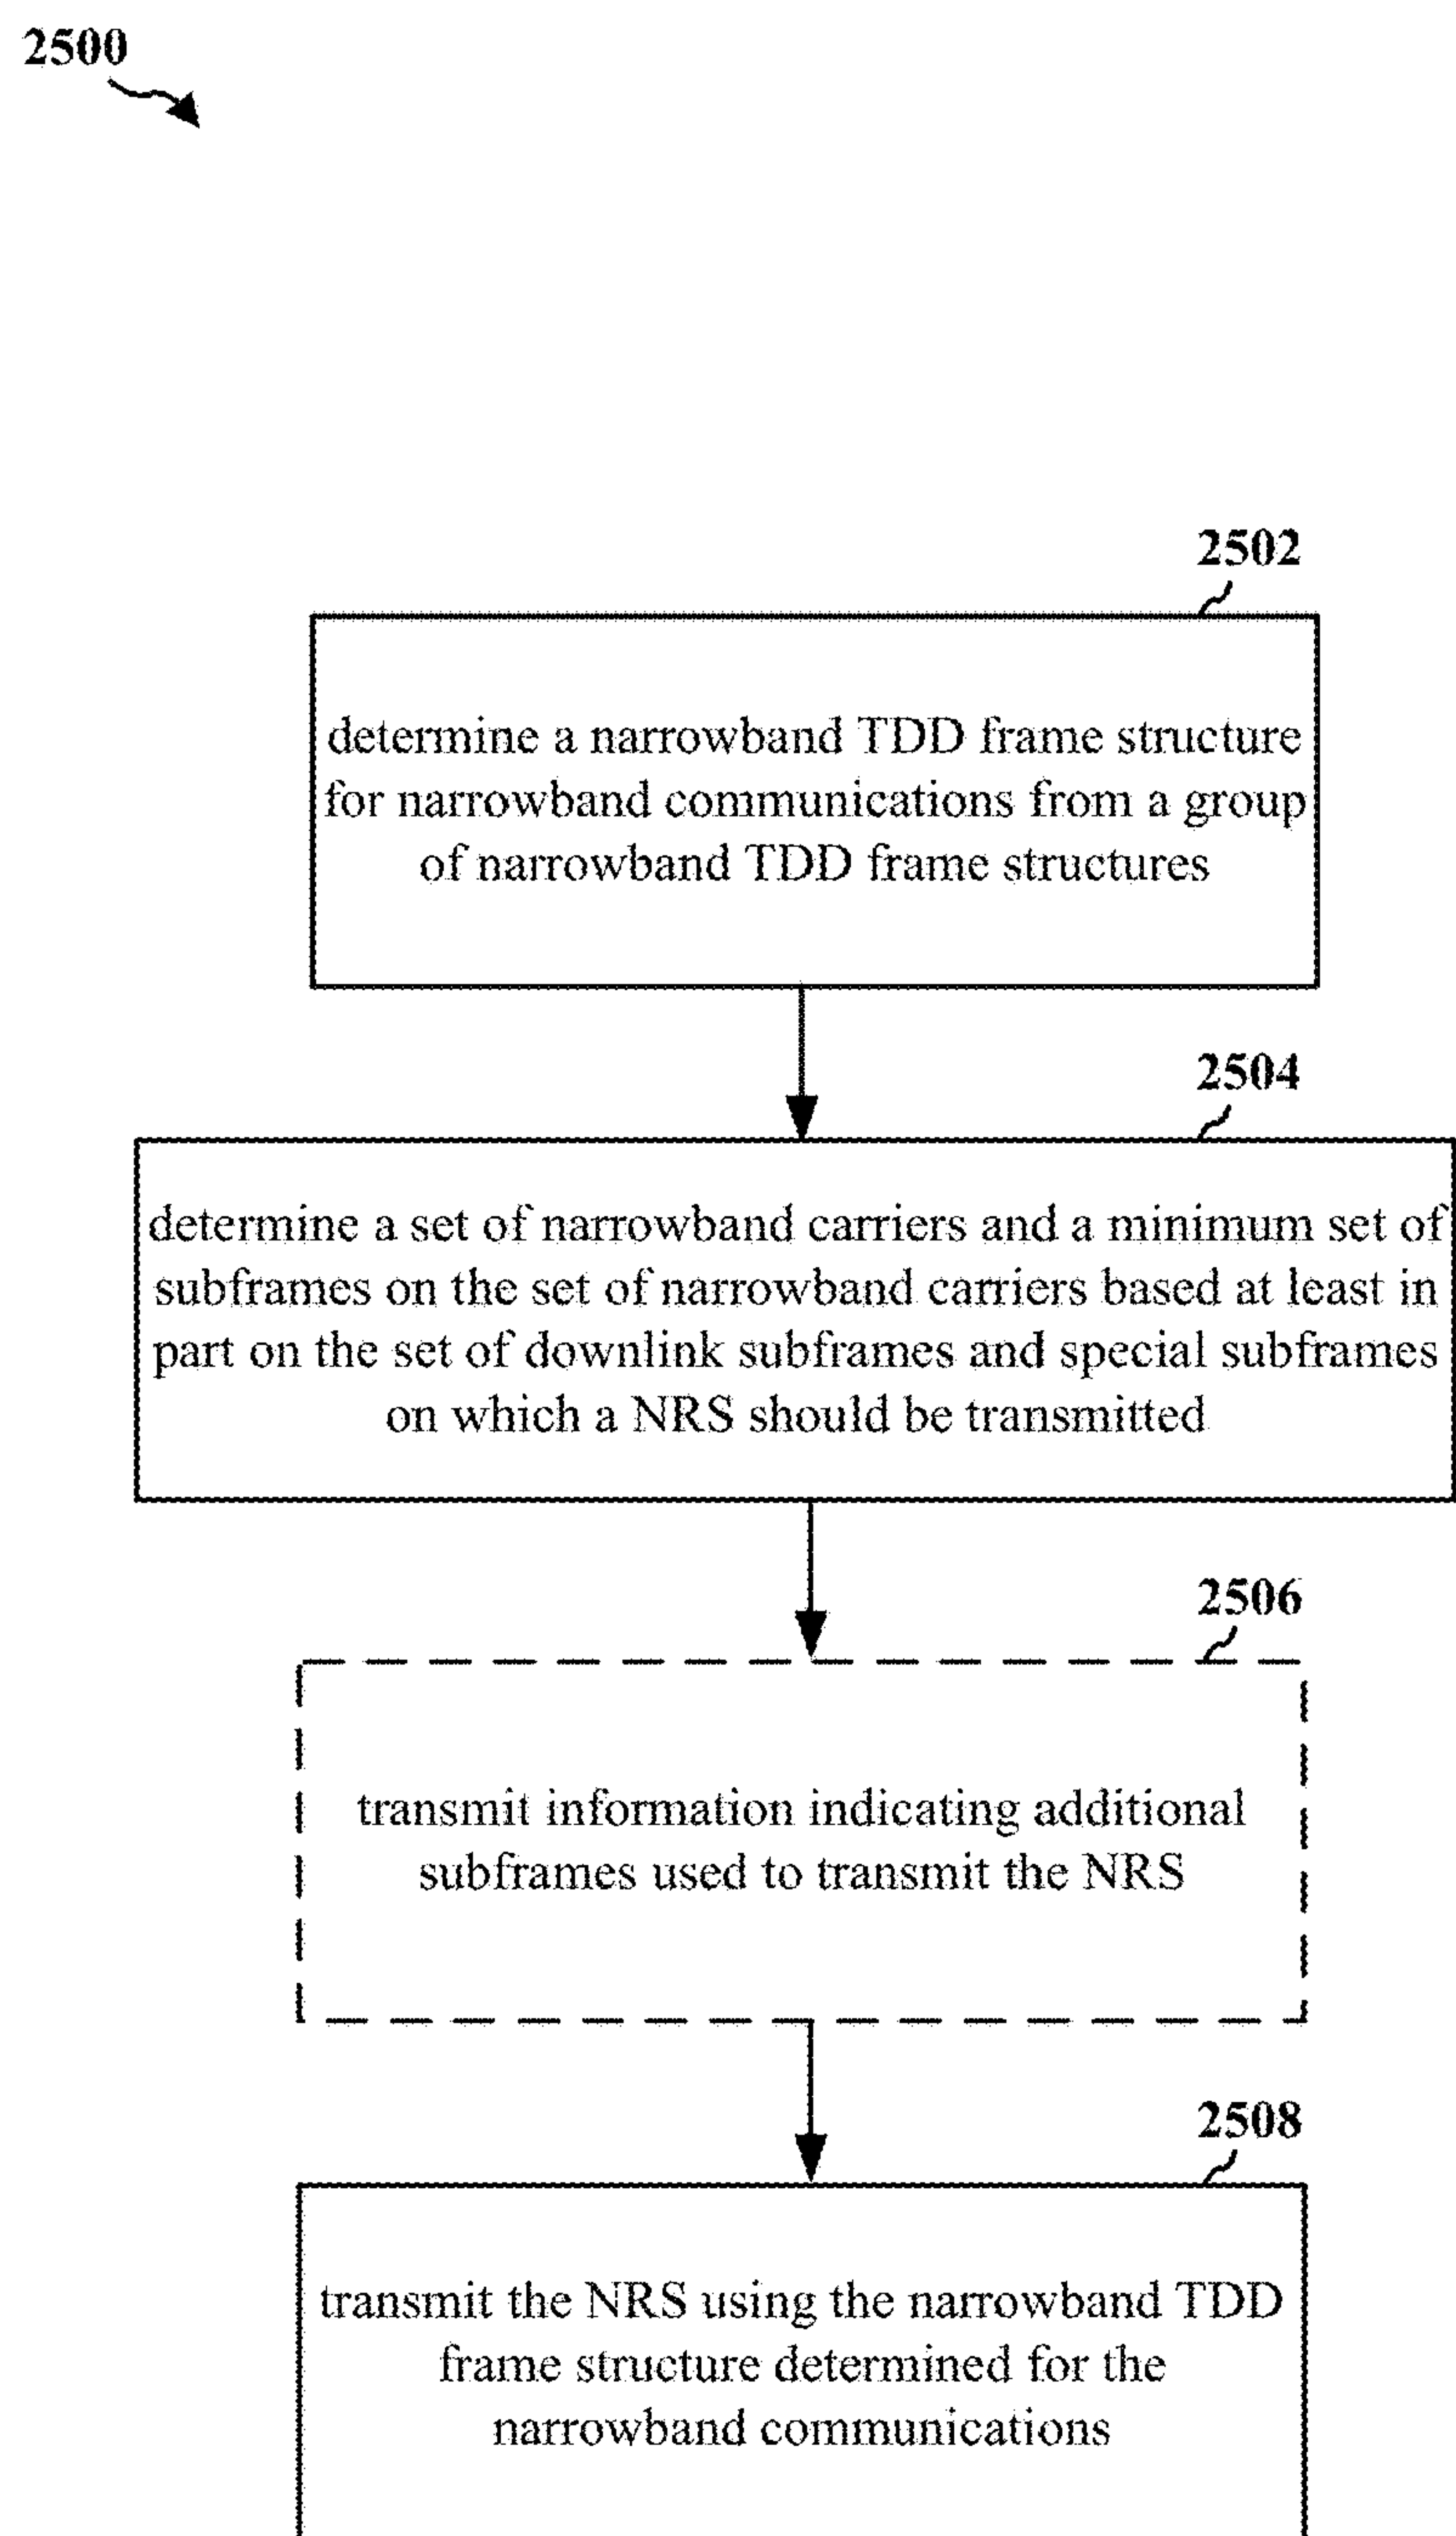 2500
2502
determine a narrowband TDD frame structure
for narrowband communications from a group
of narrowband TDD frame structures
2504
determine a set of narrowband carriers and a minimum set of
subframes on the set of narrowband carriers based at least in
part on the set of downlink subframes and special subframes
on which a NRS should be transmitted
2506
transmit information indicating additional
subframes used to transmit the NRS
2508
transmit the NRS using the narrowband TDD
frame structure determined for the
narrowband communications